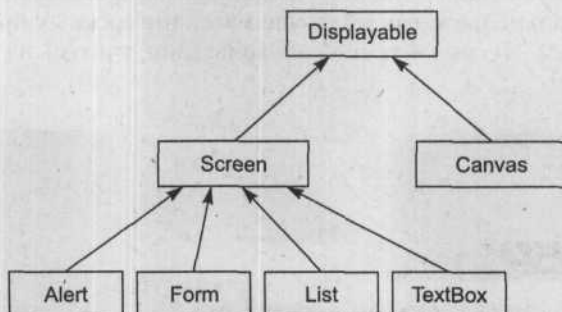 Displayable
Screen
Canvas
Alert
Form
List
TextBox